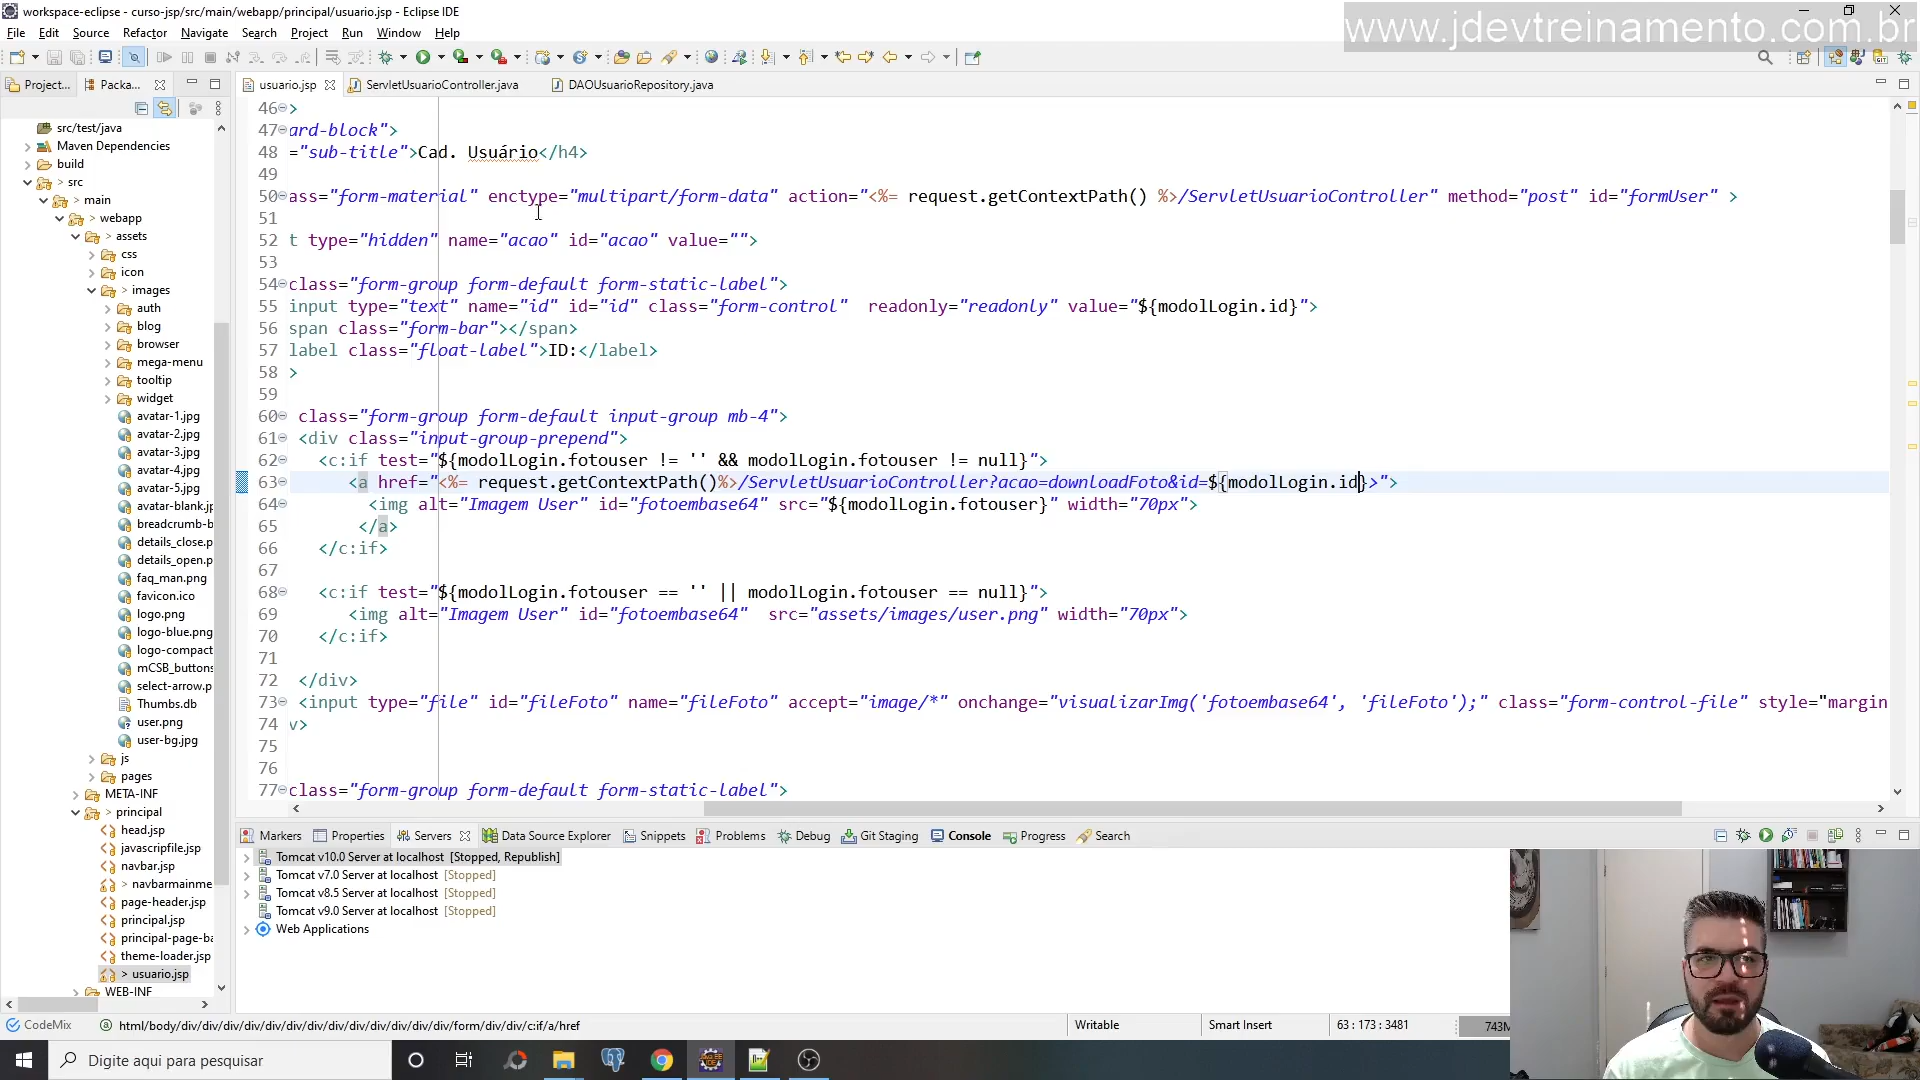 workspace-eclipse - curso-jsp/src/main/webapp/principal/usuario.jsp - Eclipse IDE
www.jdevtreinamento.com.br
File Edit Source Refactor Navigate Search Project Run Window Help
Project... Packa...
usuario.jsp ServletUsuarioController.java DAOUsuarioRepository.java
src/test/java
Maven Dependencies
build
> src
> main
> webapp
> assets
css
icon
> images
auth
blog
browser
mega-menu
tooltip
widget
avatar-1.jpg
avatar-2.jpg
avatar-3.jpg
avatar-4.jpg
avatar-5.jpg
avatar-blank.jp
breadcrumb-b
details_close.p
details_open.p
faq_man.png
favicon.ico
logo.png
logo-blue.png
logo-compact
mCSB_buttons
select-arrow.p
Thumbs.db
user.png
user-bg.jpg
js
pages
META-INF
> principal
head.jsp
javascripfile.jsp
navbar.jsp
> navbarmainme
page-header.jsp
principal.jsp
principal-page-ba
theme-loader.jsp
> usuario.jsp
WEB-INF
46 >
47 ard-block">
48 ="sub-title">Cad. Usuário</h4>
49
50 ass="form-material" enctype="multipart/form-data" action="<%= request.getContextPath() %>/ServletUsuarioController" method="post" id="formUser" >
51
52 t type="hidden" name="acao" id="acao" value="">
53
54 class="form-group form-default form-static-label">
55 input type="text" name="id" id="id" class="form-control"  readonly="readonly" value="${modolLogin.id}">
56 span class="form-bar"></span>
57 label class="float-label">ID:</label>
58 >
59
60 class="form-group form-default input-group mb-4">
61 <div class="input-group-prepend">
62 <c:if test="${modolLogin.fotouser != '' && modolLogin.fotouser != null}">
63 <a href="<%= request.getContextPath()%>/ServletUsuarioController?acao=downloadFoto&id=${modolLogin.id}>">
64 <img alt="Imagem User" id="fotoembase64" src="${modolLogin.fotouser}" width="70px">
65 </a>
66 </c:if>
67
68 <c:if test="${modolLogin.fotouser == '' || modolLogin.fotouser == null}">
69 <img alt="Imagem User" id="fotoembase64"  src="assets/images/user.png" width="70px">
70 </c:if>
71
72 </div>
73 <input type="file" id="fileFoto" name="fileFoto" accept="image/*" onchange="visualizarImg('fotoembase64', 'fileFoto');" class="form-control-file" style="margin
74 v>
75
76
77 class="form-group form-default form-static-label">
Markers Properties Servers Data Source Explorer Snippets Problems Debug Git Staging Console Progress Search
Tomcat v10.0 Server at localhost [Stopped, Republish]
Tomcat v7.0 Server at localhost [Stopped]
Tomcat v8.5 Server at localhost [Stopped]
Tomcat v9.0 Server at localhost [Stopped]
Web Applications
CodeMix html/body/div/div/div/div/div/div/div/div/div/div/form/div/div/c:if/a/href Writable Smart Insert 63 : 173 : 3481 743M
Digite aqui para pesquisar